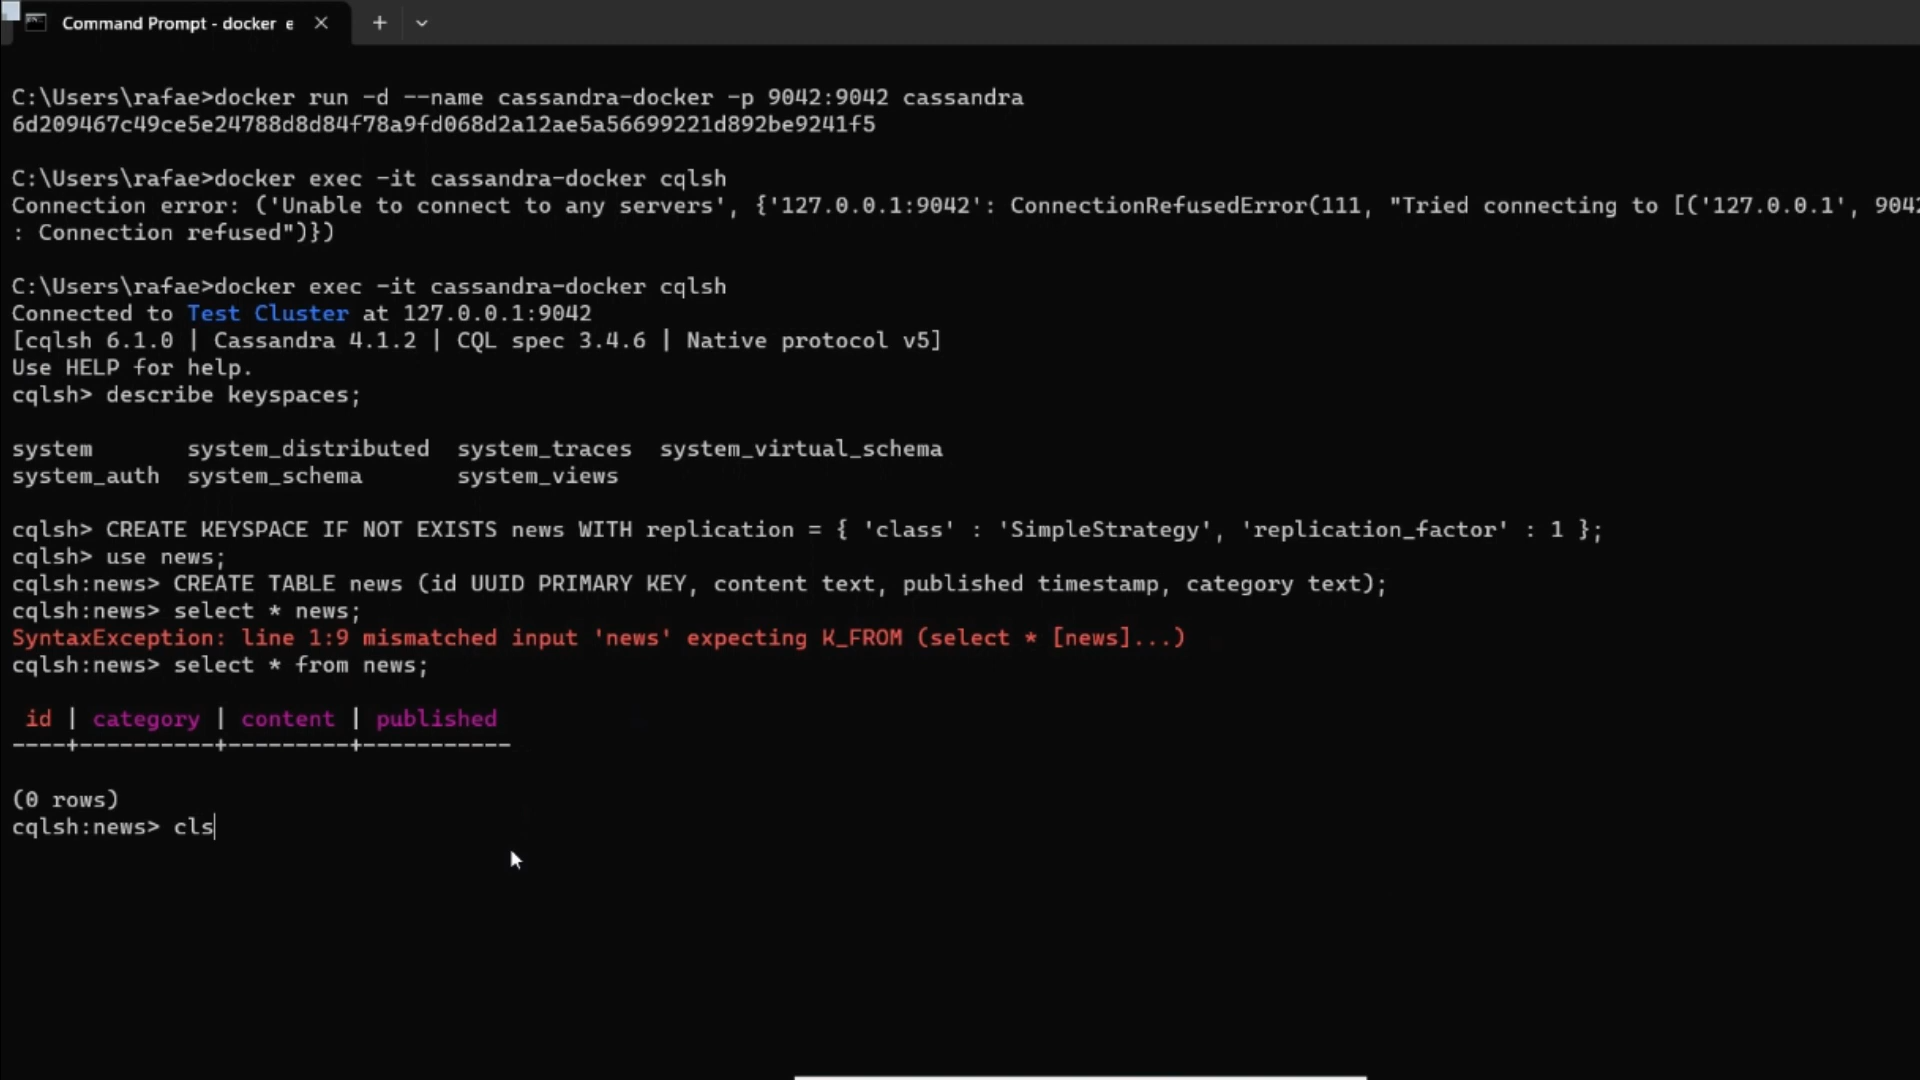 Command Prompt - docker e
C:\Users\rafae>docker run -d --name cassandra-docker -p 9042:9042 cassandra
6d209467c49ce5e24788d8d84f78a9fd068d2a12ae5a56699221d892be9241f5
C:\Users\rafae>docker exec -it cassandra-docker cqlsh
Connection error: ('Unable to connect to any servers', {'127.0.0.1:9042': ConnectionRefusedError(111, "Tried connecting to [('127.0.0.1', 9042
: Connection refused")})
C:\Users\rafae>docker exec -it cassandra-docker cqlsh
Connected to Test Cluster at 127.0.0.1:9042
[cqlsh 6.1.0 | Cassandra 4.1.2 | CQL spec 3.4.6 | Native protocol v5]
Use HELP for help.
cqlsh> describe keyspaces;
system       system_distributed  system_traces  system_virtual_schema
system_auth  system_schema       system_views
cqlsh> CREATE KEYSPACE IF NOT EXISTS news WITH replication = { 'class' : 'SimpleStrategy', 'replication_factor' : 1 };
cqlsh> use news;
cqlsh:news> CREATE TABLE news (id UUID PRIMARY KEY, content text, published timestamp, category text);
cqlsh:news> select * news;
SyntaxException: line 1:9 mismatched input 'news' expecting K_FROM (select * [news]...)
cqlsh:news> select * from news;
 id | category | content | published
----+----------+---------+-----------
(0 rows)
cqlsh:news> cls